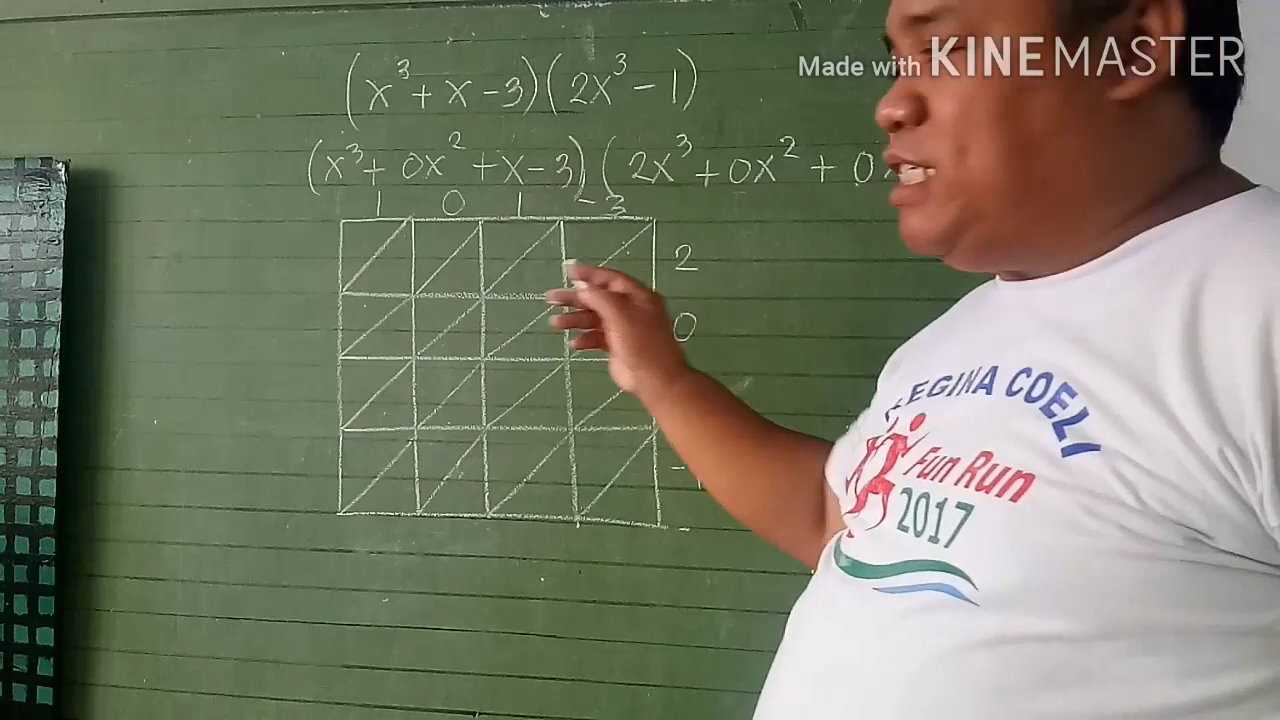 Made with KINEMASTER
(x³ + x - 3)(2x³ - 1)
(x³ + 0x² + x - 3)(2x³ + 0x² + 0
1 0 1 -3
2
0
REGINA COELI
Fun Run
2017